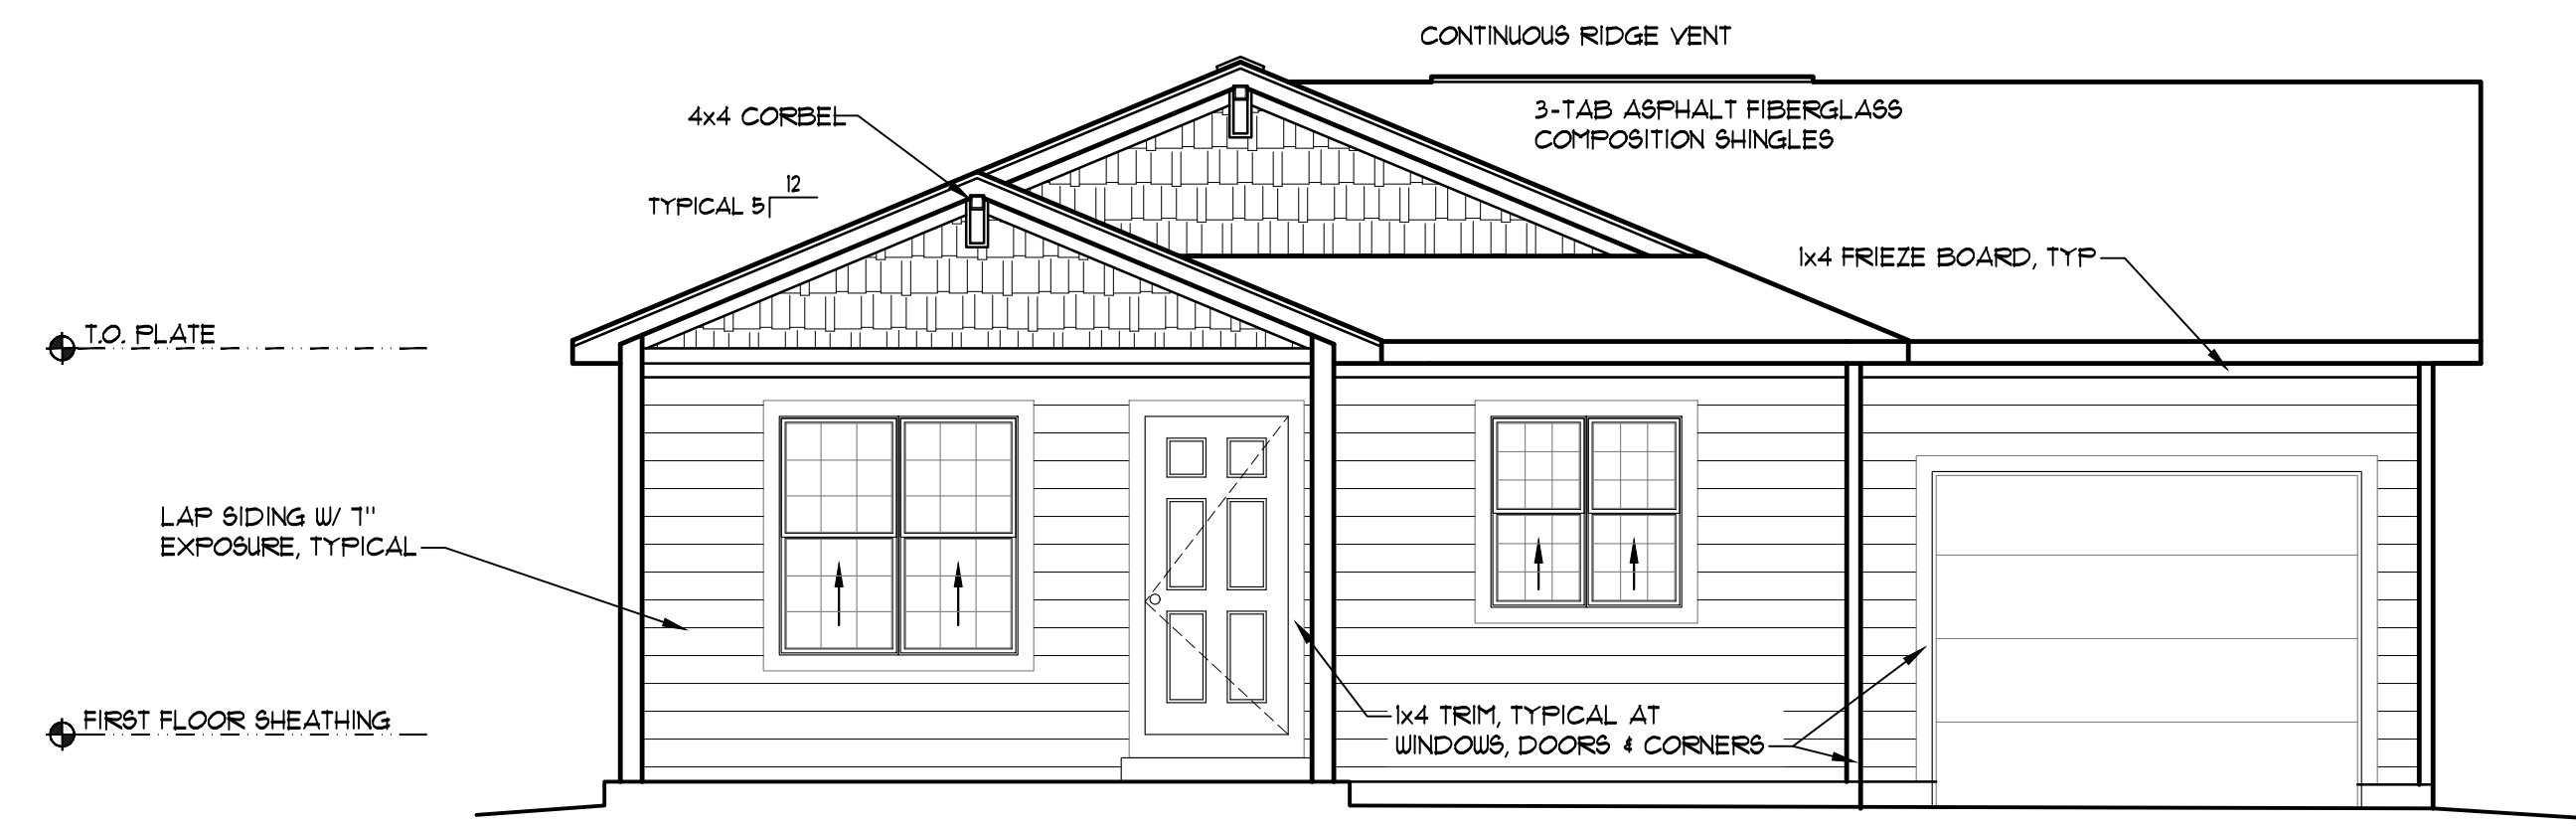 CONTINUOUS RIDGE VENT
3-TAB ASPHALT FIBERGLASS
COMPOSITION SHINGLES
4x4 CORBEL
12
TYPICAL 5
1x4 FRIEZE BOARD, TYP
T.O. PLATE
LAP SIDING W/ 7"
EXPOSURE, TYPICAL
FIRST FLOOR SHEATHING
1x4 TRIM, TYPICAL AT
WINDOWS, DOORS & CORNERS